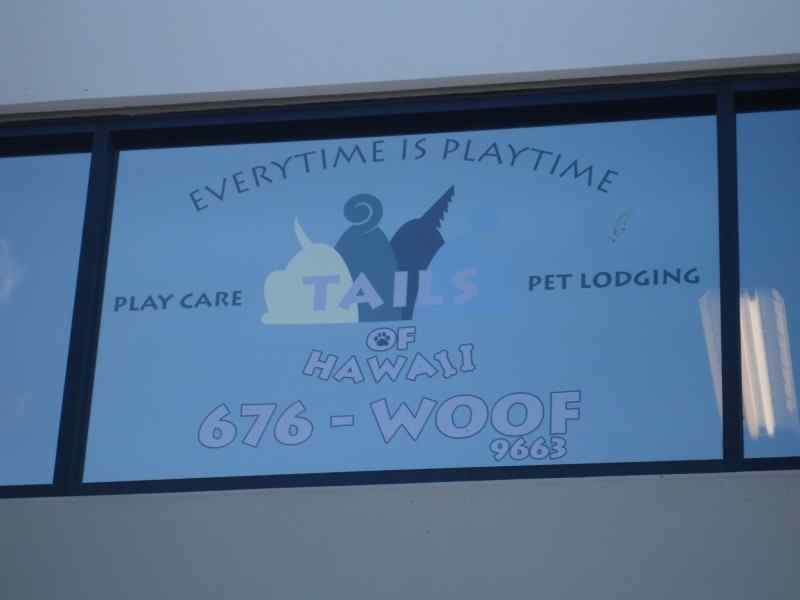 EVERYTIME IS PLAYTIME
PLAY CARE
TAILS
PET LODGING
OF
HAWAII
676 - WOOF
9663